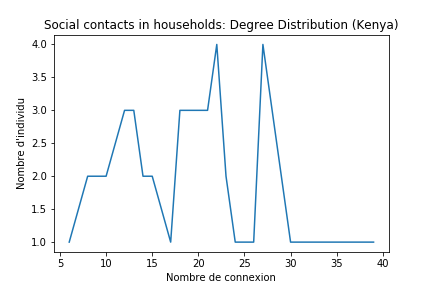 Social contacts in households: Degree Distribution (Kenya)
4.0
3.5
3.0
2.5
2.0
1.5
1.0
Nombre d'individu
5 10 15 20 25 30 35 40
Nombre de connexion